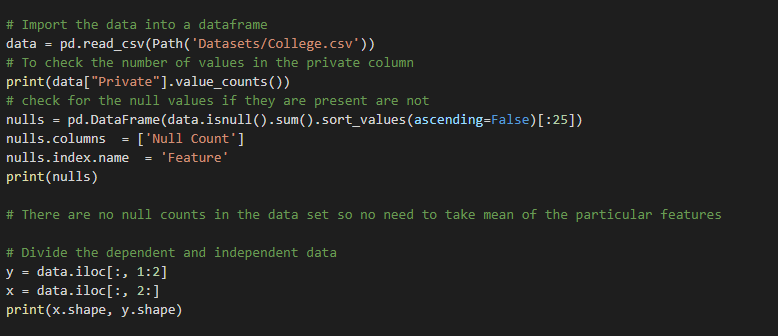 # Import the data into a dataframe
data = pd.read_csv(Path('Datasets/College.csv'))
# To check the number of values in the private column
print(data["Private"].value_counts())
# check for the null values if they are present are not
nulls = pd.DataFrame(data.isnull().sum().sort_values(ascending=False)[:25])
nulls.columns  = ['Null Count']
nulls.index.name  = 'Feature'
print(nulls)
# There are no null counts in the data set so no need to take mean of the particular features
# Divide the dependent and independent data
y = data.iloc[:, 1:2]
x = data.iloc[:, 2:]
print(x.shape, y.shape)